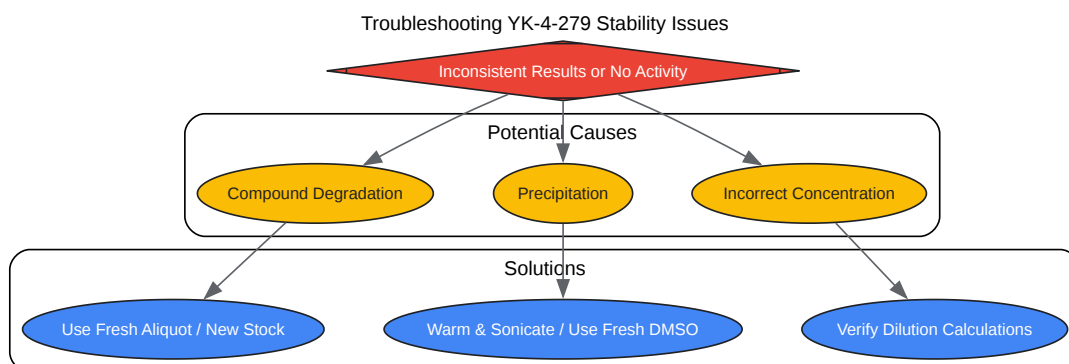 Troubleshooting YK-4-279 Stability Issues
Inconsistent Results or No Activity
Potential Causes
Compound Degradation
Precipitation
Incorrect Concentration
Solutions
Use Fresh Aliquot / New Stock
Warm & Sonicate / Use Fresh DMSO
Verify Dilution Calculations